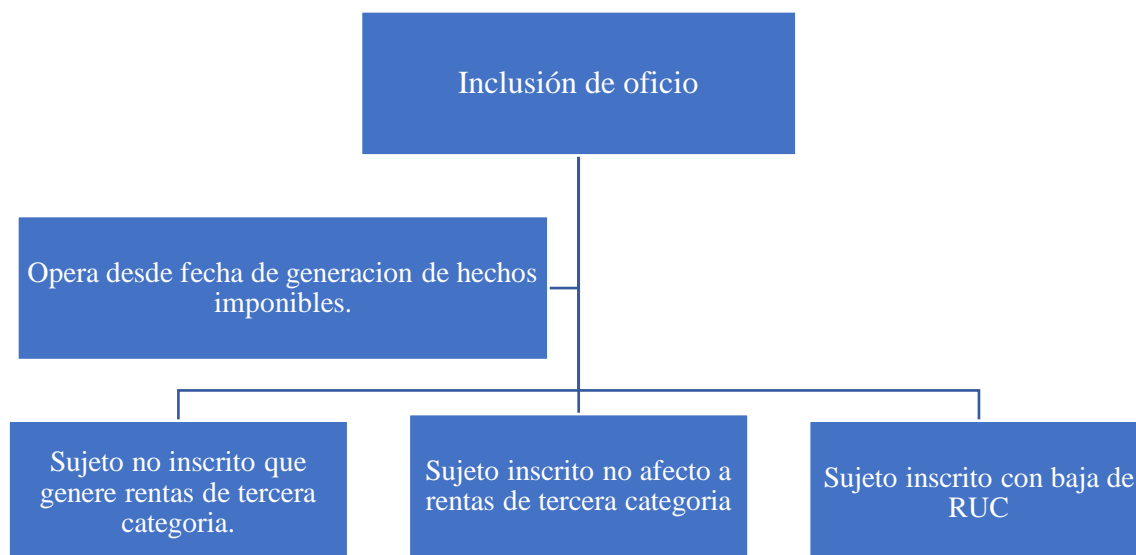 Inclusión de oficio
Opera desde fecha de generacion de hechos
imponibles.
Sujeto no inscrito que
genere rentas de tercera
categoria.
Sujeto inscrito no afecto a
rentas de tercera categoria
Sujeto inscrito con baja de
RUC